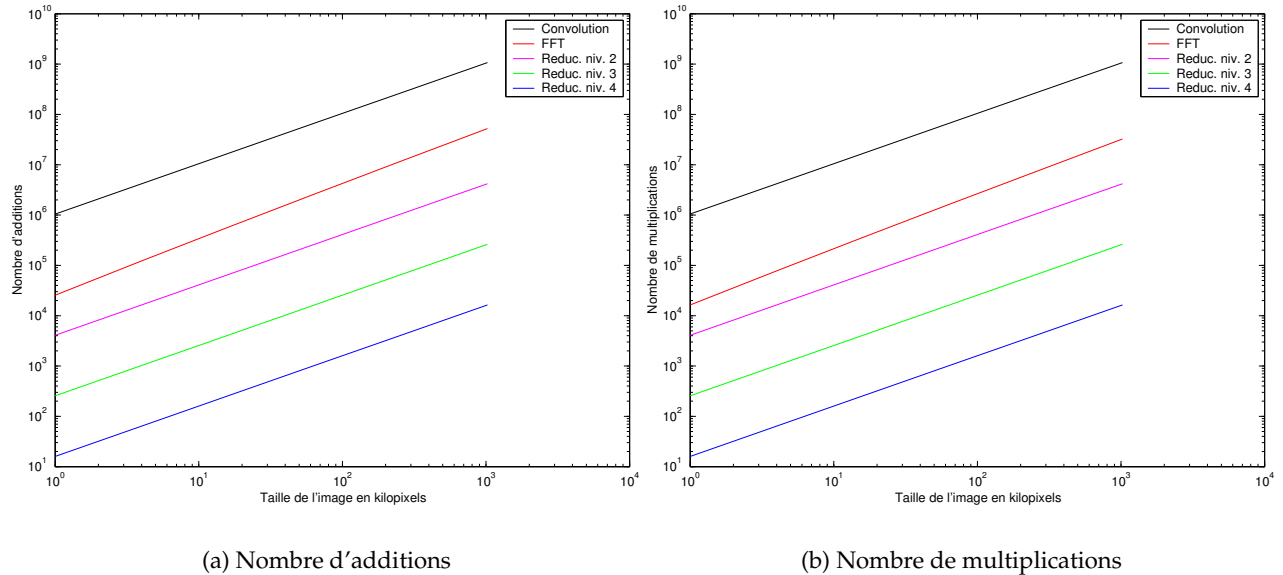 10^10
10^9
10^8
10^7
10^6
10^5
10^4
10^3
10^2
10^1
10^0
10^1
10^2
10^3
10^4
Nombre d'additions
Taille de l'image en kilopixels
Convolution
FFT
Reduc. niv. 2
Reduc. niv. 3
Reduc. niv. 4
(a) Nombre d'additions
10^10
10^9
10^8
10^7
10^6
10^5
10^4
10^3
10^2
10^1
10^0
10^1
10^2
10^3
10^4
Nombre de multiplications
Taille de l'image en kilopixels
Convolution
FFT
Reduc. niv. 2
Reduc. niv. 3
Reduc. niv. 4
(b) Nombre de multiplications